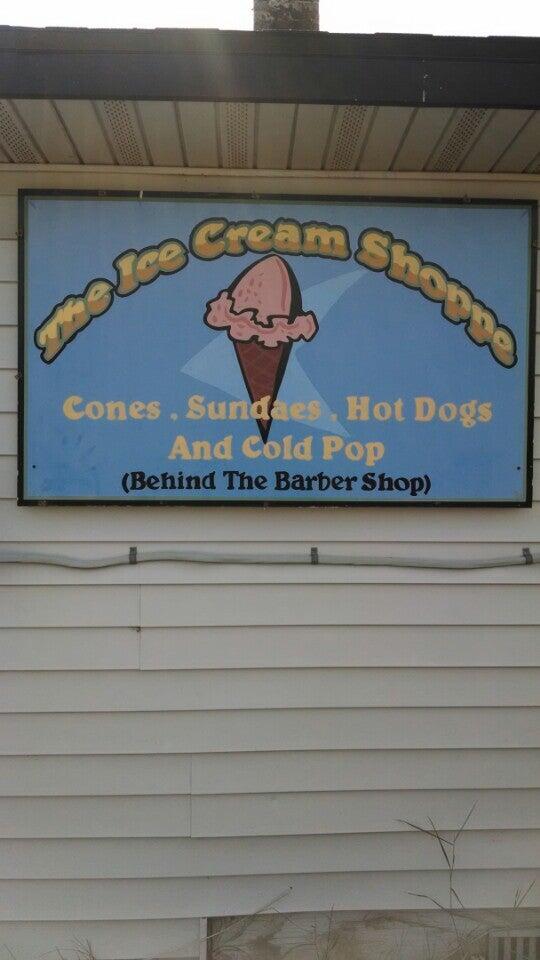 The Ice Cream Shoppe
Cones . Sundaes . Hot Dogs
And Cold Pop
(Behind The Barber Shop)